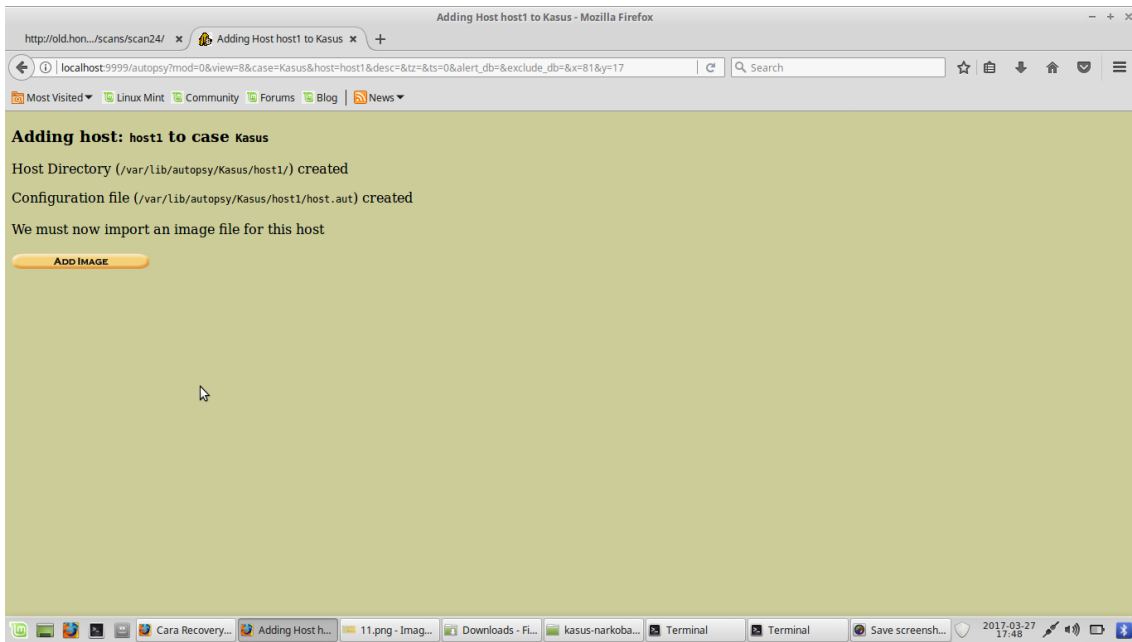 Adding Host host1 to Kasus - Mozilla Firefox
http://old.hon.../scans/scan24/ Adding Host host1 to Kasus
localhost:9999/autopsy?mod=0&view=8&case=Kasus&host=host1&desc=&tz=&ts=0&alert_db=&exclude_db=&x=81&y=17 Search
Most Visited Linux Mint Community Forums Blog News
Adding host: host1 to case Kasus
Host Directory (/var/lib/autopsy/Kasus/host1/) created
Configuration file (/var/lib/autopsy/Kasus/host1/host.aut) created
We must now import an image file for this host
ADD IMAGE
Cara Recovery... Adding Host h... 11.png - Imag... Downloads - Fi... kasus-narkoba... Terminal Terminal Save screensh... 2017-03-27
17:48